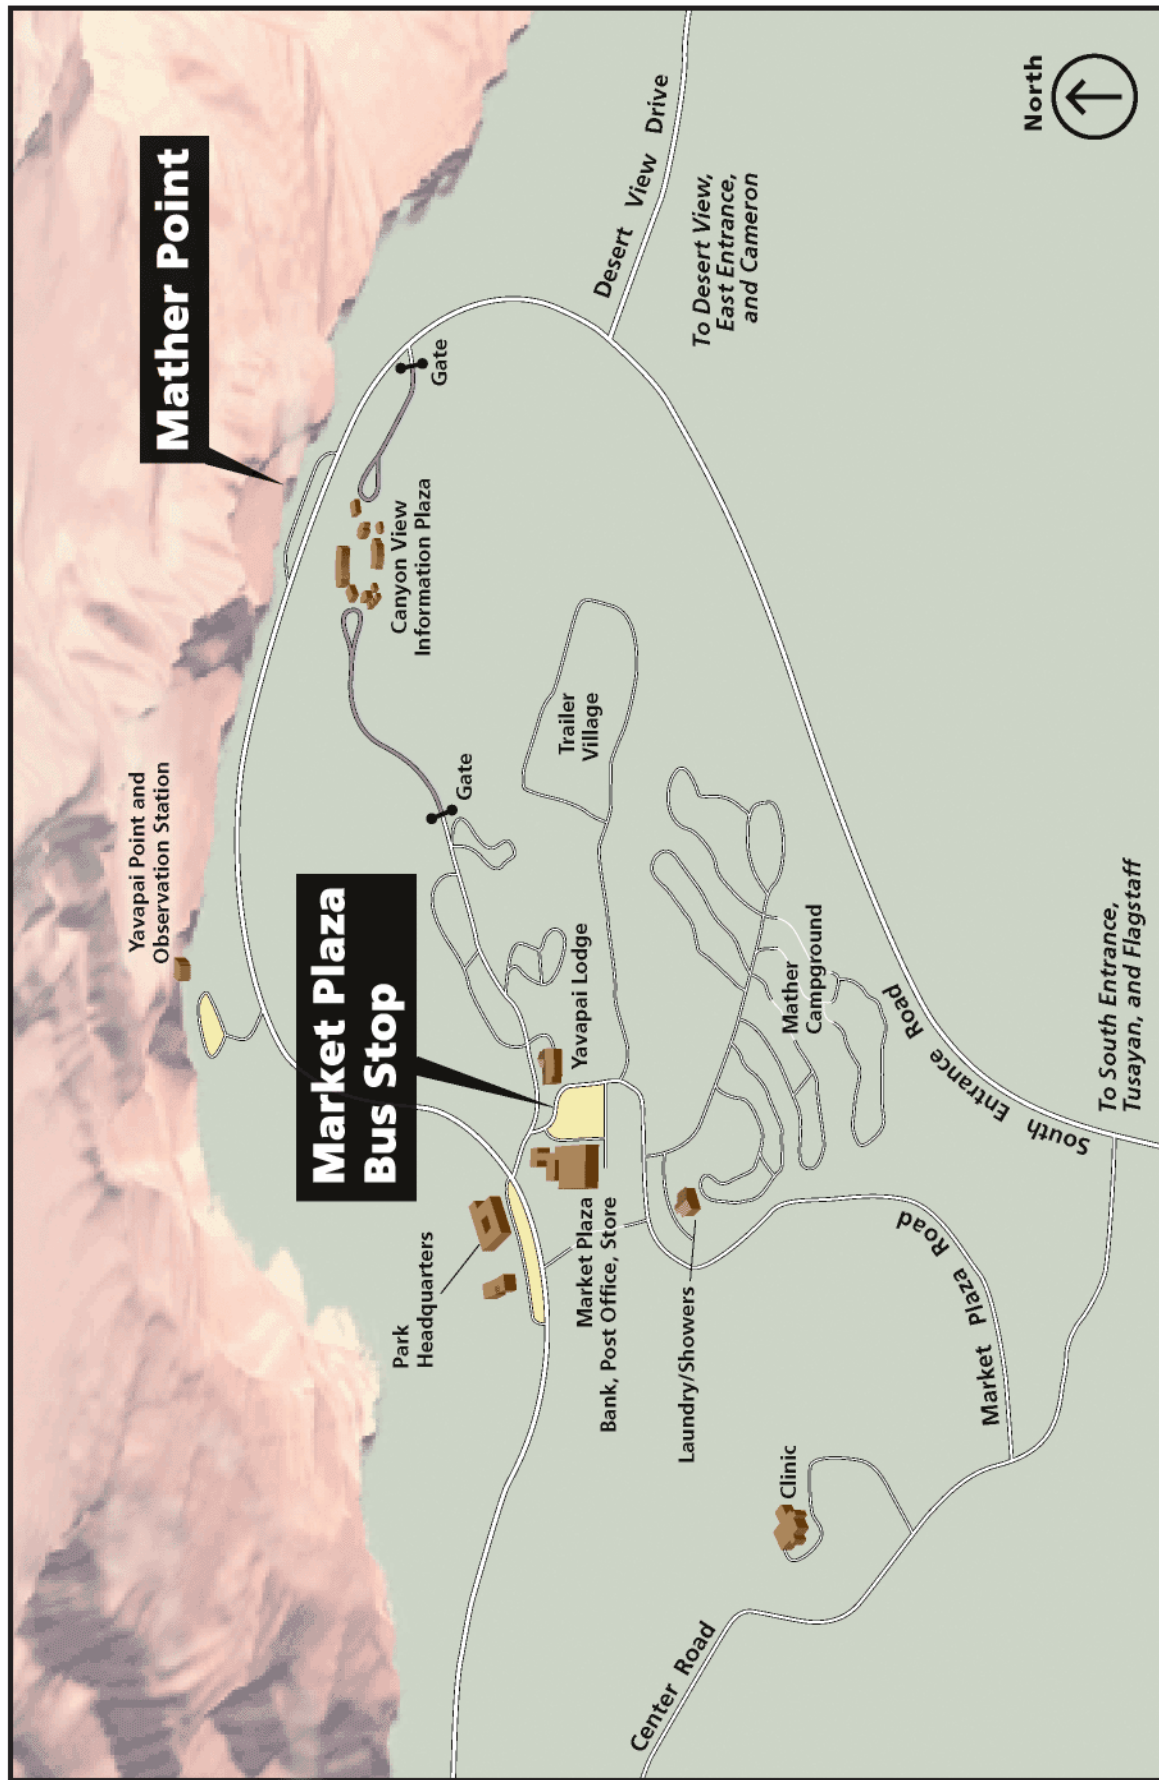 Mather Point
North
Desert View Drive
To Desert View,
East Entrance,
and Cameron
Gate
Canyon View
Information Plaza
Yavapai Point and
Observation Station
Gate
Trailer
Village
Market Plaza
Bus Stop
Yavapai Lodge
Mather
Campground
South Entrance Road
To South Entrance,
Tusayan, and Flagstaff
Park
Headquarters
Market Plaza
Bank, Post Office, Store
Laundry/Showers
Market Plaza Road
Clinic
Center Road